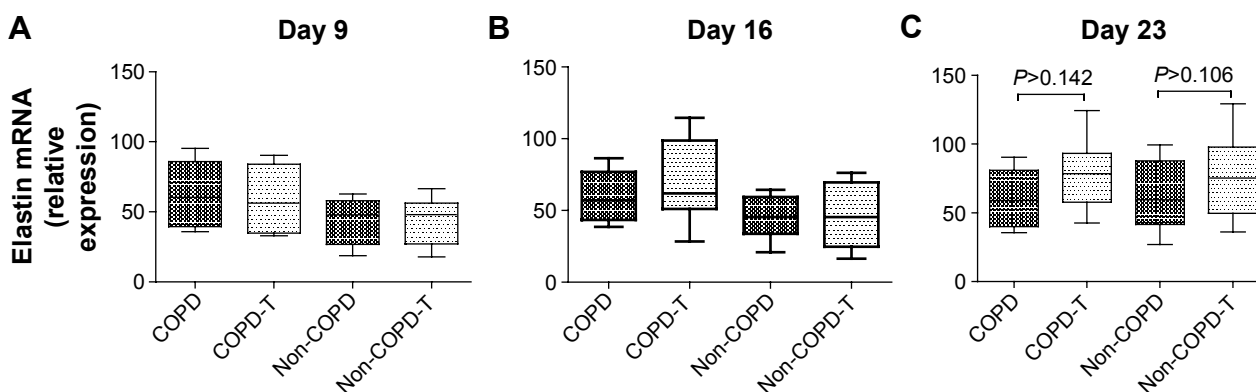 A
Day 9
Elastin mRNA
(relative
expression)
150
100
50
0
COPD
COPD-T
Non-COPD
Non-COPD-T
B
Day 16
150
100
50
0
COPD
COPD-T
Non-COPD
Non-COPD-T
C
Day 23
150
100
50
0
P>0.142
P>0.106
COPD
COPD-T
Non-COPD
Non-COPD-T